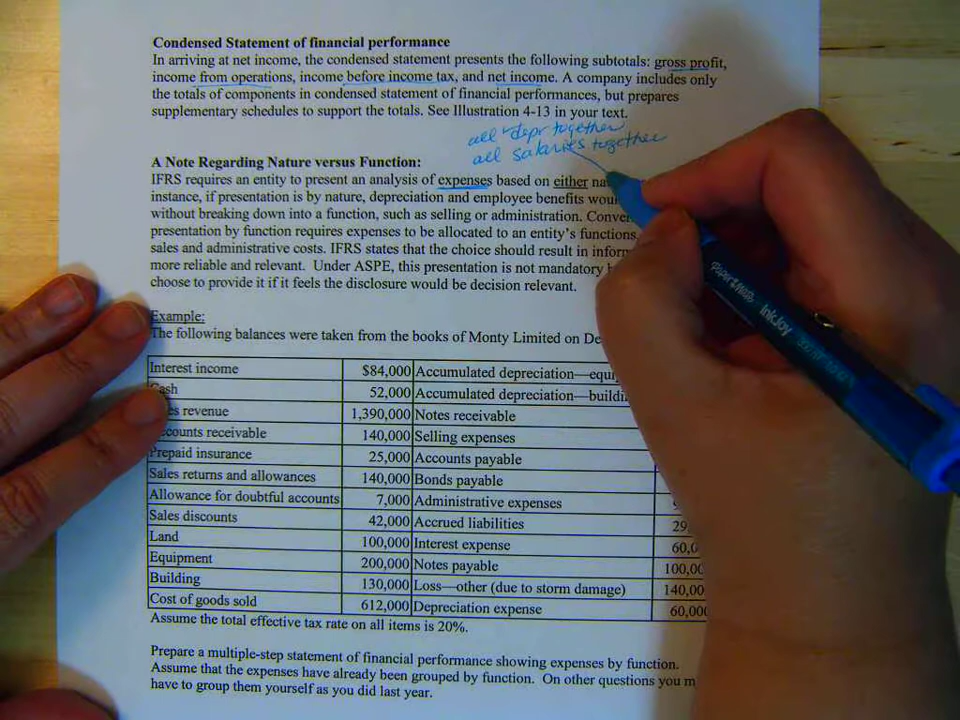 Condensed Statement of financial performance
In arriving at net income, the condensed statement presents the following subtotals: gross profit,
income from operations, income before income tax, and net income. A company includes only
the totals of components in condensed statement of financial performances, but prepares
supplementary schedules to support the totals. See Illustration 4-13 in your text.
all depr together
all salaries together
A Note Regarding Nature versus Function:
IFRS requires an entity to present an analysis of expenses based on either
instance, if presentation is by nature, depreciation and employee benefits
without breaking down into a function, such as selling or administration.
presentation by function requires expenses to be allocated to an entity's functions
sales and administrative costs. IFRS states that the choice should result in
more reliable and relevant. Under ASPE, this presentation is not mandatory
choose to provide it if it feels the disclosure would be decision relevant.
Example:
The following balances were taken from the books of Monty Limited on
Interest income $84,000 Accumulated depreciation—
52,000 Accumulated depreciation—
revenue 1,390,000 Notes receivable
receivable 140,000 Selling expenses
Prepaid insurance 25,000 Accounts payable
Sales returns and allowances 140,000 Bonds payable
Allowance for doubtful accounts 7,000 Administrative expenses
Sales discounts 42,000 Accrued liabilities
Land 100,000 Interest expense
Equipment 200,000 Notes payable
Building 130,000 Loss—other (due to storm damage)
Cost of goods sold 612,000 Depreciation expense
Assume the total effective tax rate on all items is 20%.
Prepare a multiple-step statement of financial performance showing expenses by function.
Assume that the expenses have already been grouped by function. On other questions you
have to group them yourself as you did last year.
Paper Mate InkJoy